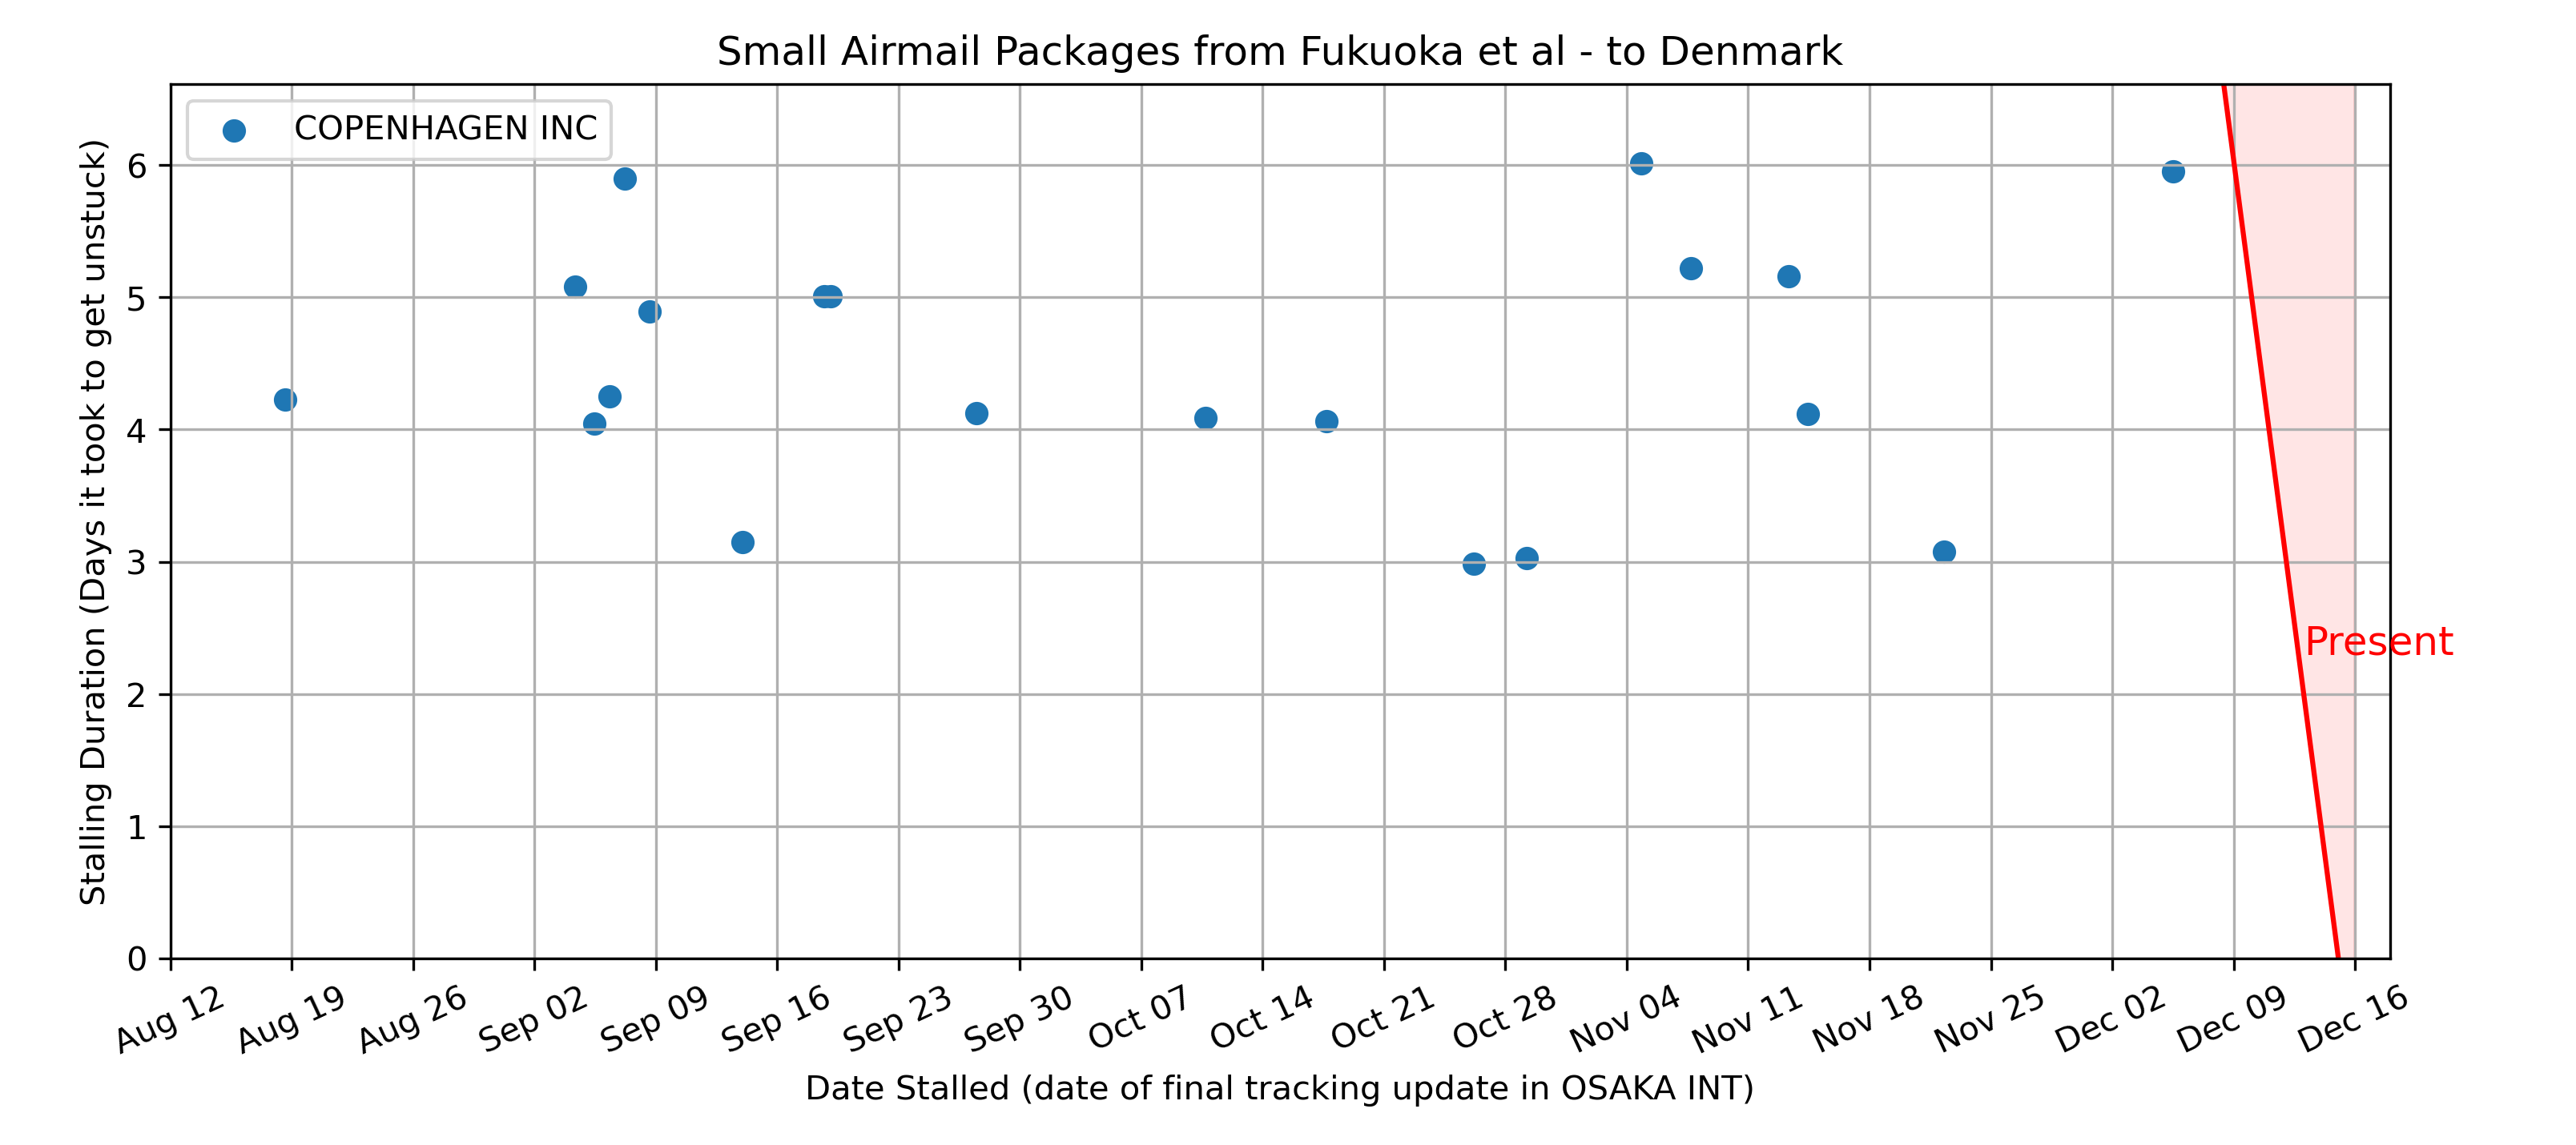 Small Airmail Packages from Fukuoka et al - to Denmark
COPENHAGEN INC
Stalling Duration (Days it took to get unstuck)
6
5
4
3
2
1
0
Present
Aug 12
Aug 19
Aug 26
Sep 02
Sep 09
Sep 16
Sep 23
Sep 30
Oct 07
Oct 14
Oct 21
Oct 28
Nov 04
Nov 11
Nov 18
Nov 25
Dec 02
Dec 09
Dec 16
Date Stalled (date of final tracking update in OSAKA INT)